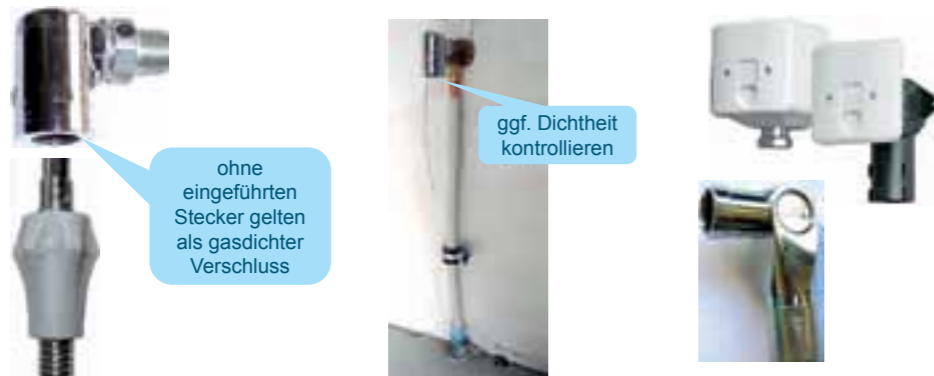 ohne
eingeführten
Stecker gelten
als gasdichter
Verschluss
ggf. Dichtheit
kontrollieren